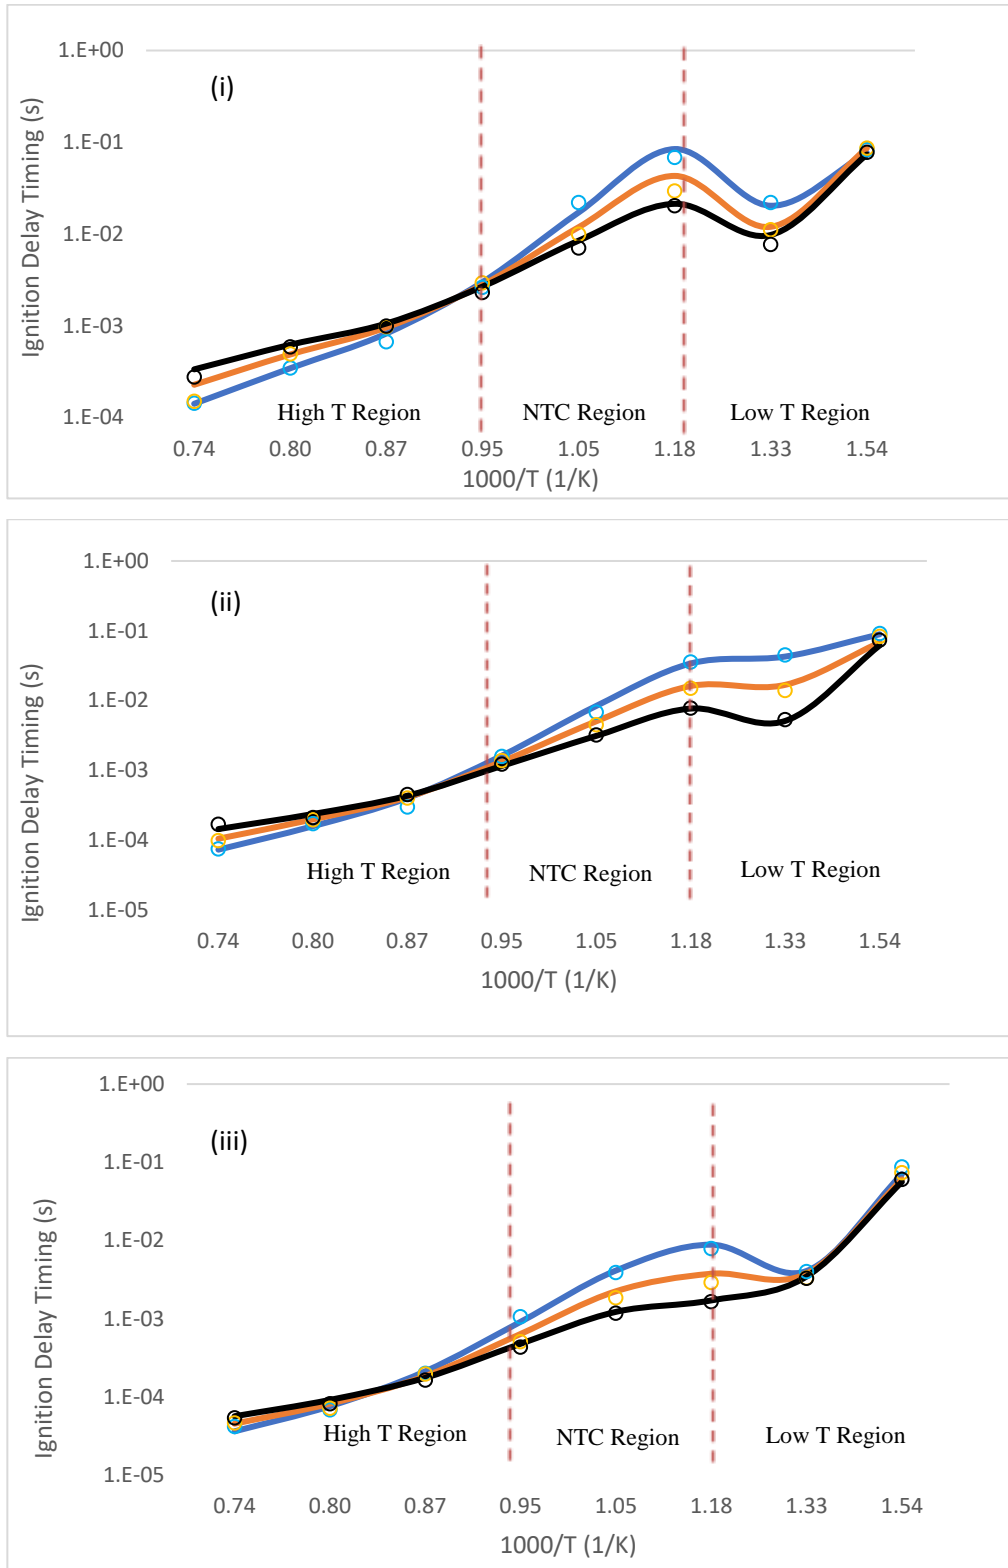 (i)
Ignition Delay Timing (s)
1.E+00
1.E-01
1.E-02
1.E-03
1.E-04
High T Region
NTC Region
Low T Region
0.74 0.80 0.87 0.95 1.05 1.18 1.33 1.54
1000/T (1/K)
(ii)
Ignition Delay Timing (s)
1.E+00
1.E-01
1.E-02
1.E-03
1.E-04
1.E-05
High T Region
NTC Region
Low T Region
0.74 0.80 0.87 0.95 1.05 1.18 1.33 1.54
1000/T (1/K)
(iii)
Ignition Delay Timing (s)
1.E+00
1.E-01
1.E-02
1.E-03
1.E-04
1.E-05
High T Region
NTC Region
Low T Region
0.74 0.80 0.87 0.95 1.05 1.18 1.33 1.54
1000/T (1/K)